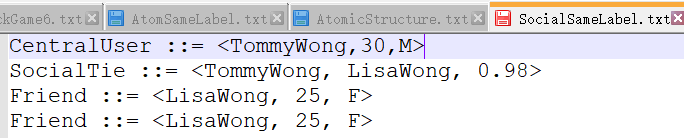 ckGame6.txt AtomSameLabel.txt AtomicStructure.txt SocialSameLabel.txt
CentralUser ::= <TommyWong,30,M>
SocialTie ::= <TommyWong, LisaWong, 0.98>
Friend ::= <LisaWong, 25, F>
Friend ::= <LisaWong, 25, F>